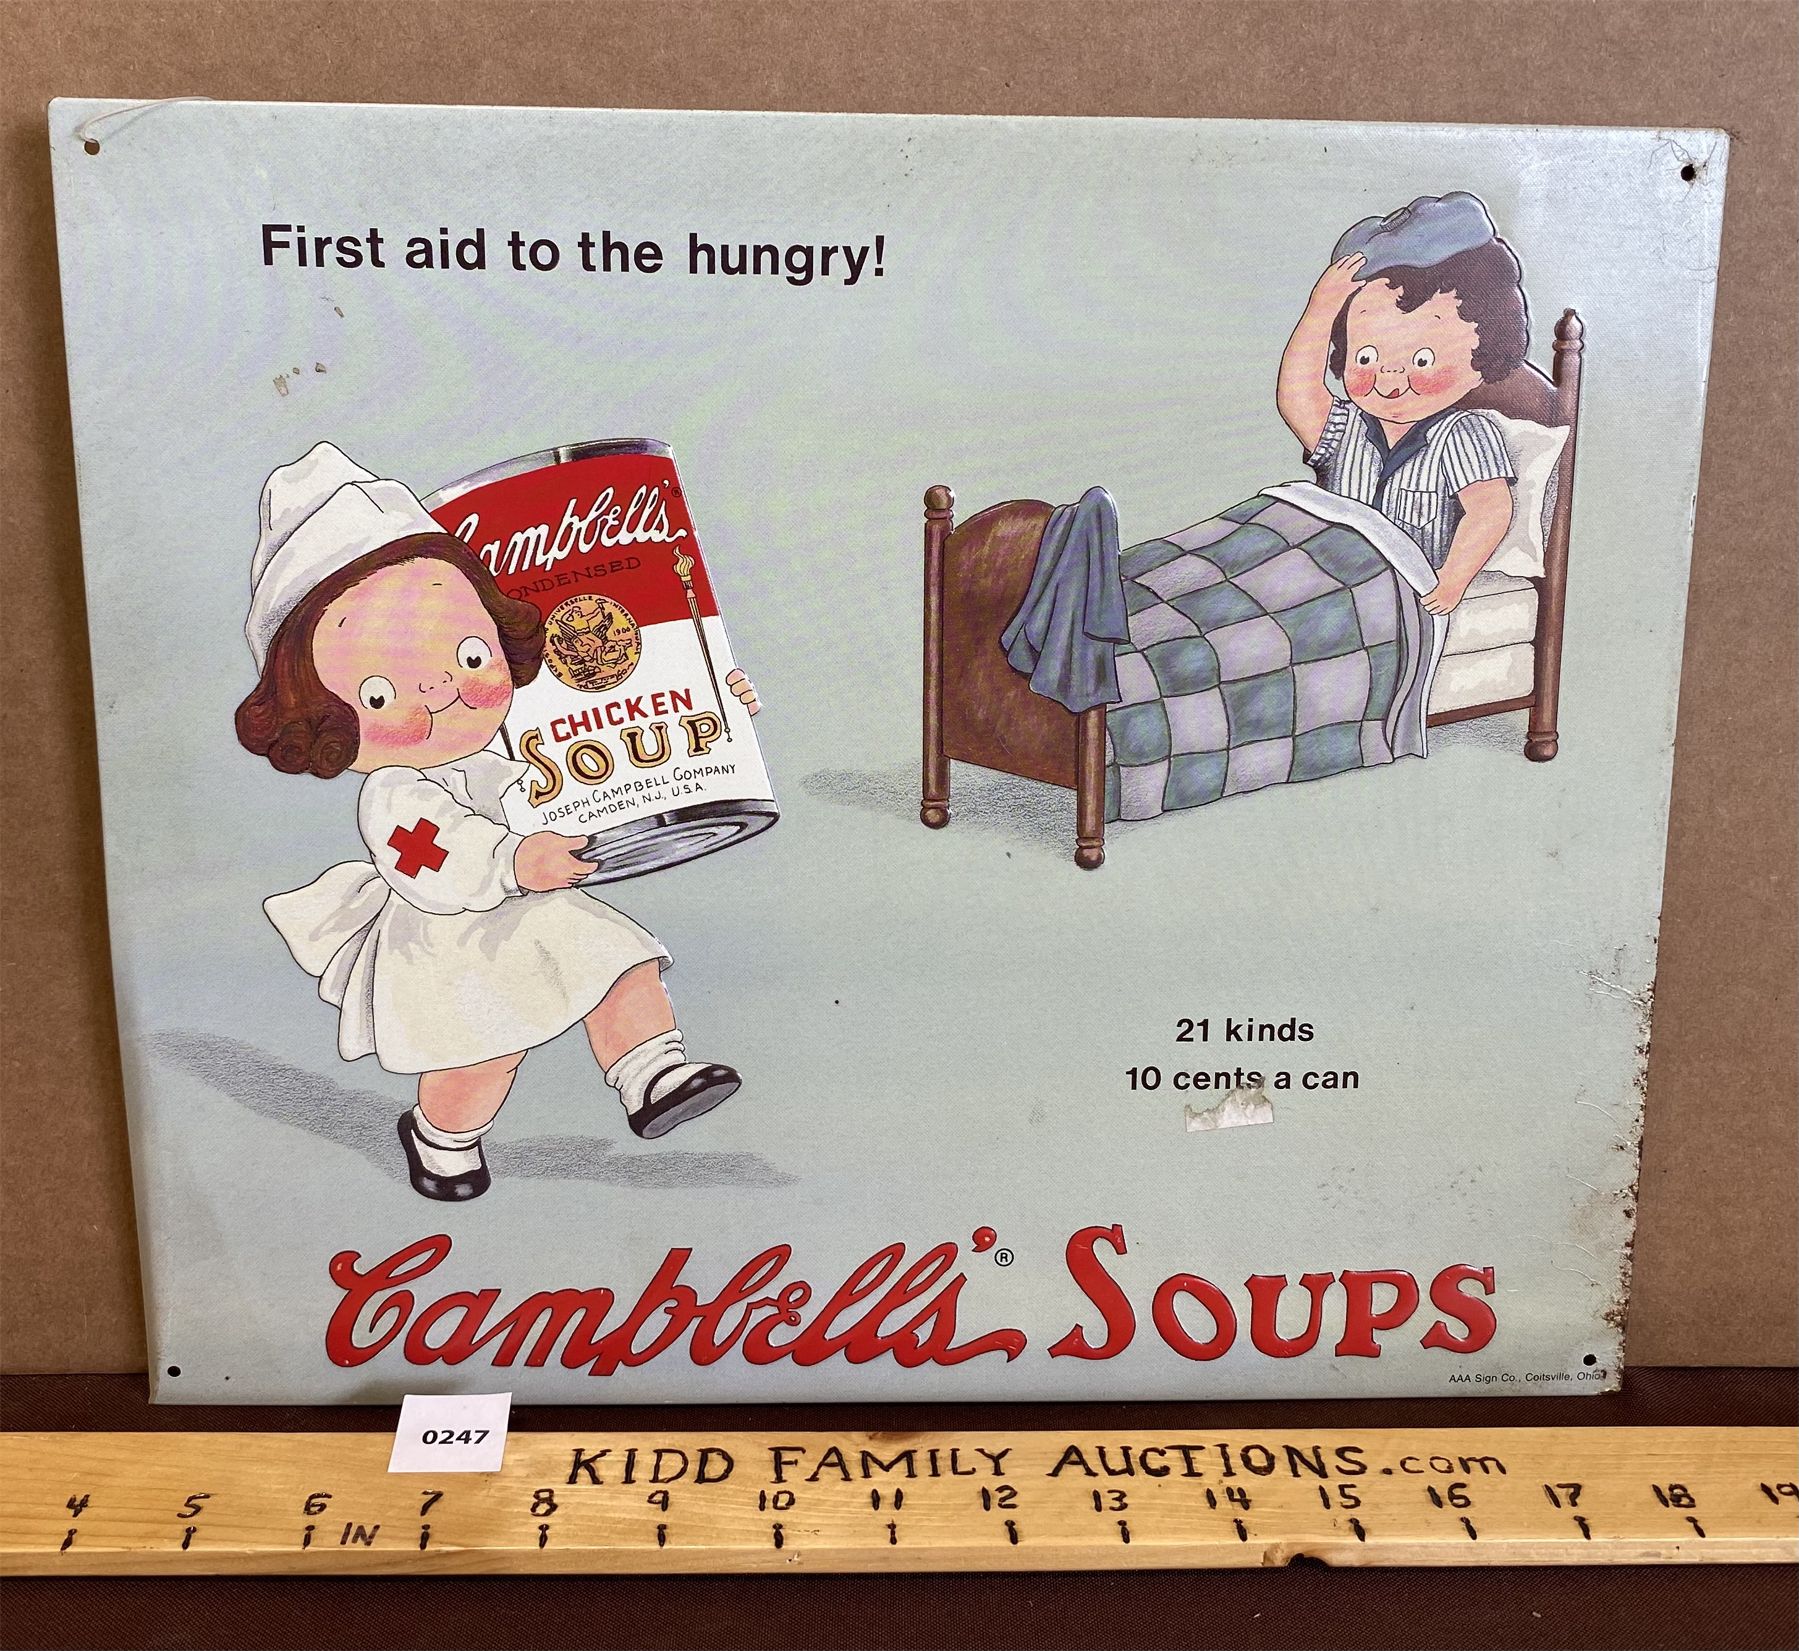 First aid to the hungry!
Campbell's®
ONDENSED
1900
CHICKEN
SOUP
JOSEPH CAMPBELL COMPANY
CAMDEN, N.J., U.S.A.
21 kinds
10 cents a can
Campbell's® SOUPS
AAA Sign Co., Coitsville, Ohio
0247
KIDD FAMILY AUCTIONS.com
4 5 6 7 8 9 10 11 12 13 14 15 16 17 18 19
IN